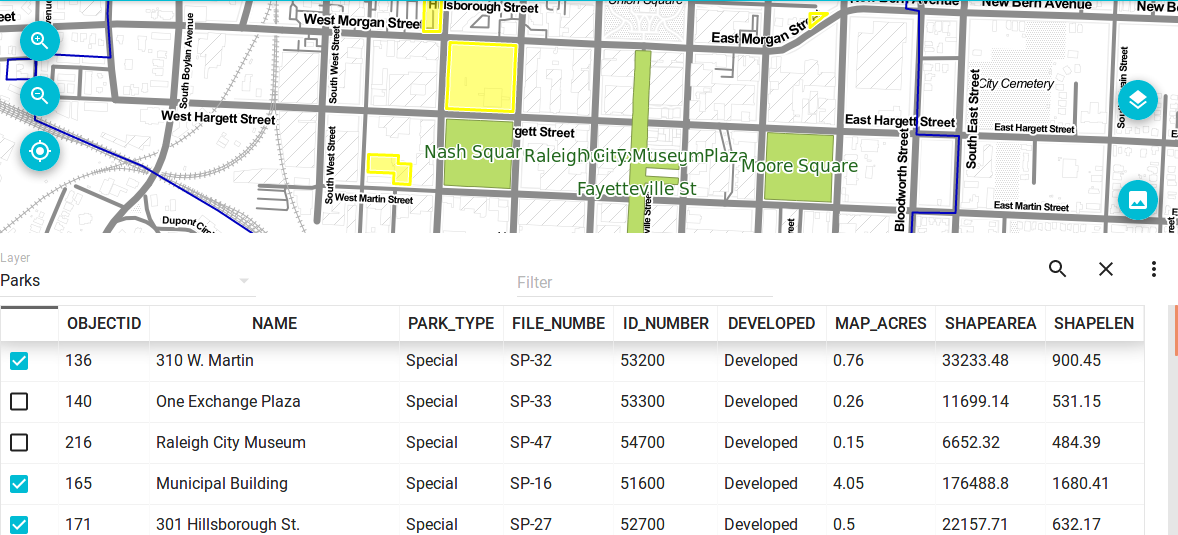 Hillsborough Street
Union Square
New Bern Avenue
New Bern Avenue
New B
West Morgan Street
East Morgan Stre
South Boylan Avenue
South West Street
City Cemetery
West Hargett Street
rgett Street
East Hargett Street
East Hargett Street
South East Street
Bloodworth Street
South West Street
Nash Squar
Raleigh City Museum
Plaza
Moore Square
Fayetteville St
West Martin Street
East Martin Street
ville Street
reet
Dupont Circ
Layer
Parks
Filter
OBJECTID NAME PARK_TYPE FILE_NUMBE ID_NUMBER DEVELOPED MAP_ACRES SHAPEAREA SHAPELEN
136 310 W. Martin Special SP-32 53200 Developed 0.76 33233.48 900.45
140 One Exchange Plaza Special SP-33 53300 Developed 0.26 11699.14 531.15
216 Raleigh City Museum Special SP-47 54700 Developed 0.15 6652.32 484.39
165 Municipal Building Special SP-16 51600 Developed 4.05 176488.8 1680.41
171 301 Hillsborough St. Special SP-27 52700 Developed 0.5 22157.71 632.17